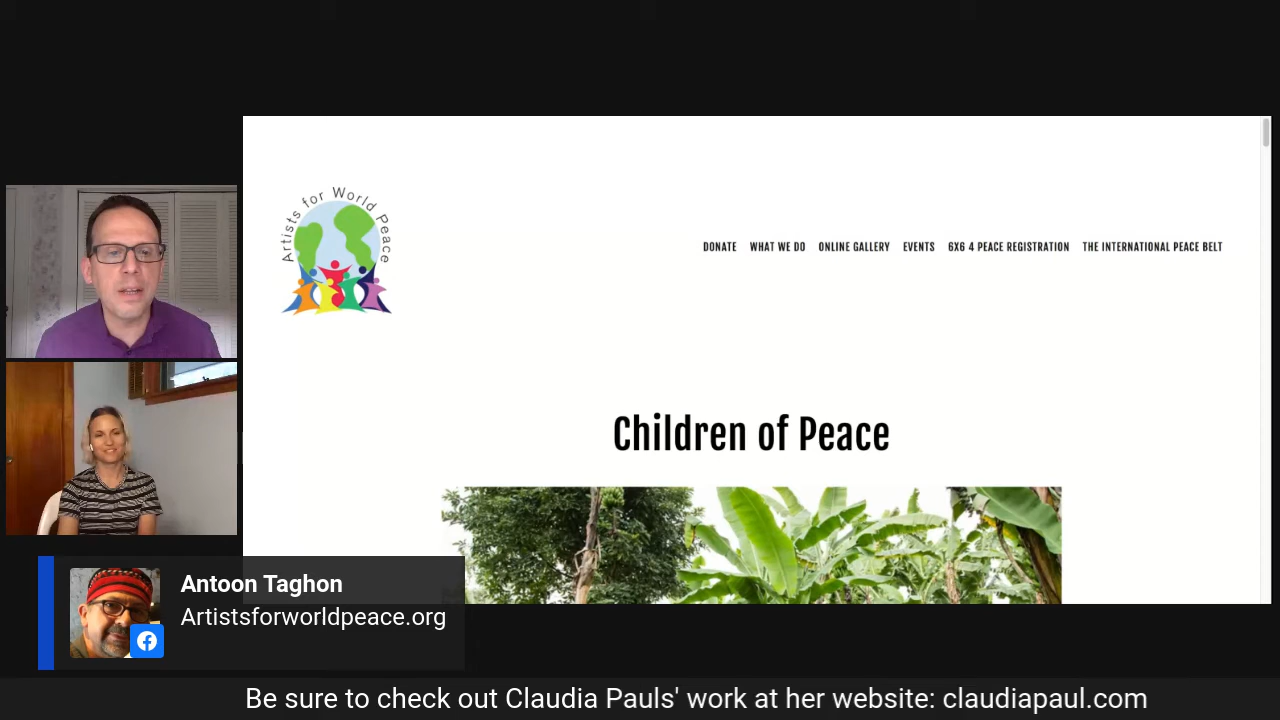 Artists for World Peace
DONATE WHAT WE DO ONLINE GALLERY EVENTS 6X6 4 PEACE REGISTRATION THE INTERNATIONAL PEACE BELT
Children of Peace
Antoon Taghon
Artistsforworldpeace.org
Be sure to check out Claudia Pauls' work at her website: claudiapaul.com